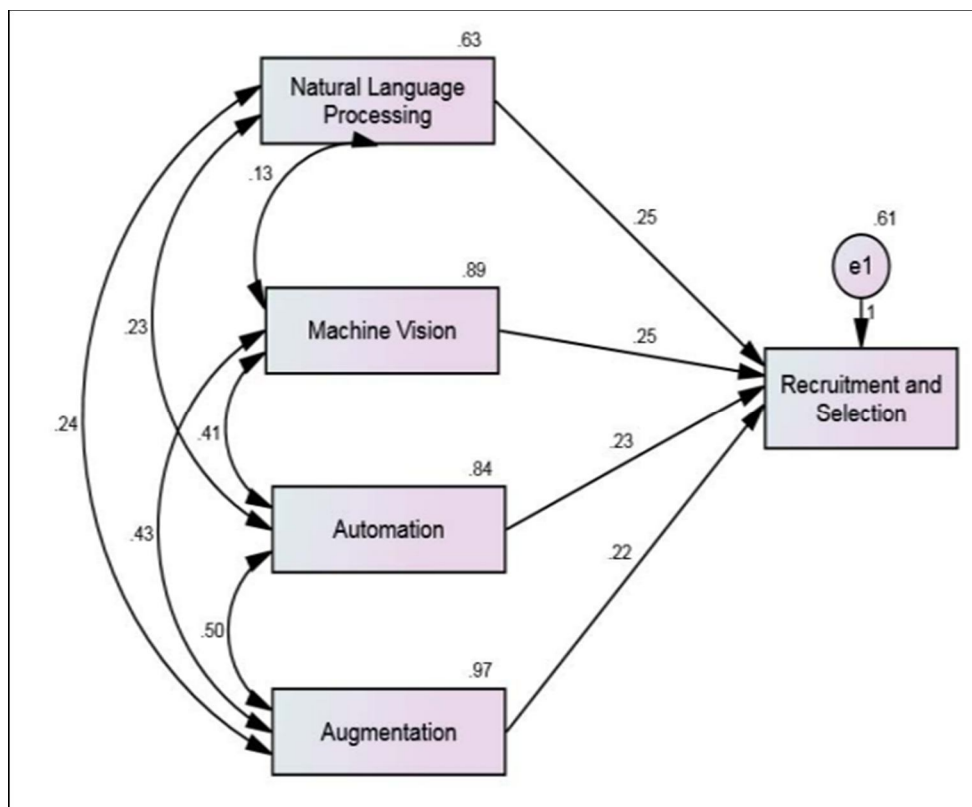 .63
Natural Language
Processing
.13
.25
.61
e1
.89
1
Machine Vision
.25
.23
Recruitment and
Selection
.24
.41
.84
.23
Automation
.43
.22
.50
.97
Augmentation